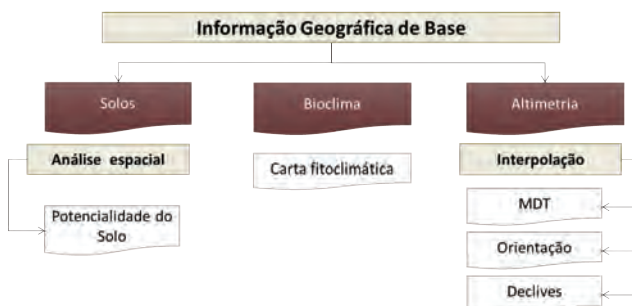 Informação Geográfica de Base
Solos
Bioclima
Altimetria
Análise espacial
Carta fitoclimática
Interpolação
Potencialidade do
Solo
MDT
Orientação
Declives